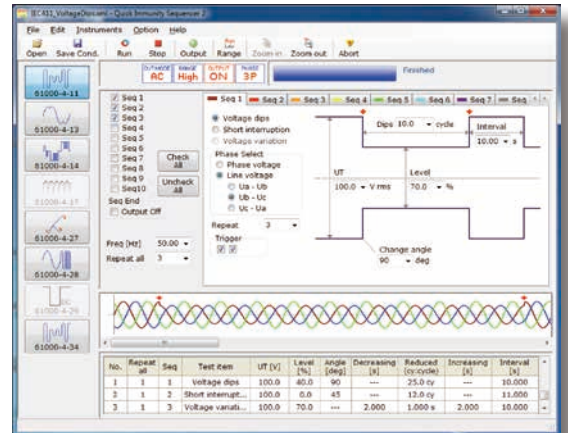 IEC411_VoltageDips.xml - Quick Immunity Sequencer 2
File Edit Instruments Option Help
Open Save Cond. Run Stop Output Range Zoom in Zoom out Abort
AC High ON 3P Finished
61000-4-11
61000-4-13
61000-4-14
61000-4-17
61000-4-27
61000-4-28
61000-4-29
61000-4-34
Seq 1
Seq 2
Seq 3
Seq 4
Seq 5
Seq 6
Seq 7
Seq 8
Seq 9
Seq10
Check All
Uncheck All
Seq End
Output Off
Freq [Hz] 50.00
Repeat all 3
Seq 1 Seq 2 Seq 3 Seq 4 Seq 5 Seq 6 Seq 7 Seq
Voltage dips
Short interruption
Voltage variation
Phase Select
Phase voltage
Line voltage
Ua - Ub
Ub - Uc
Uc - Ua
Repeat 3
Trigger
Dips 10.0 cycle
Interval
10.00 s
UT
100.0 V rms
Level
70.0 %
Change angle
90 deg
No. Repeat all Seq Test item UT [V] Level [%] Angle [deg] Decreasing [s] Reduced (cy:cycle) Increasing [s] Interval [s]
1 1 1 Voltage dips 100.0 40.0 90 --- 25.0 cy --- 10.000
2 1 2 Short interrupt... 100.0 0.0 45 --- 12.0 cy --- 11.000
3 1 3 Voltage variati... 100.0 70.0 --- 2.000 1.000 s 2.000 10.000